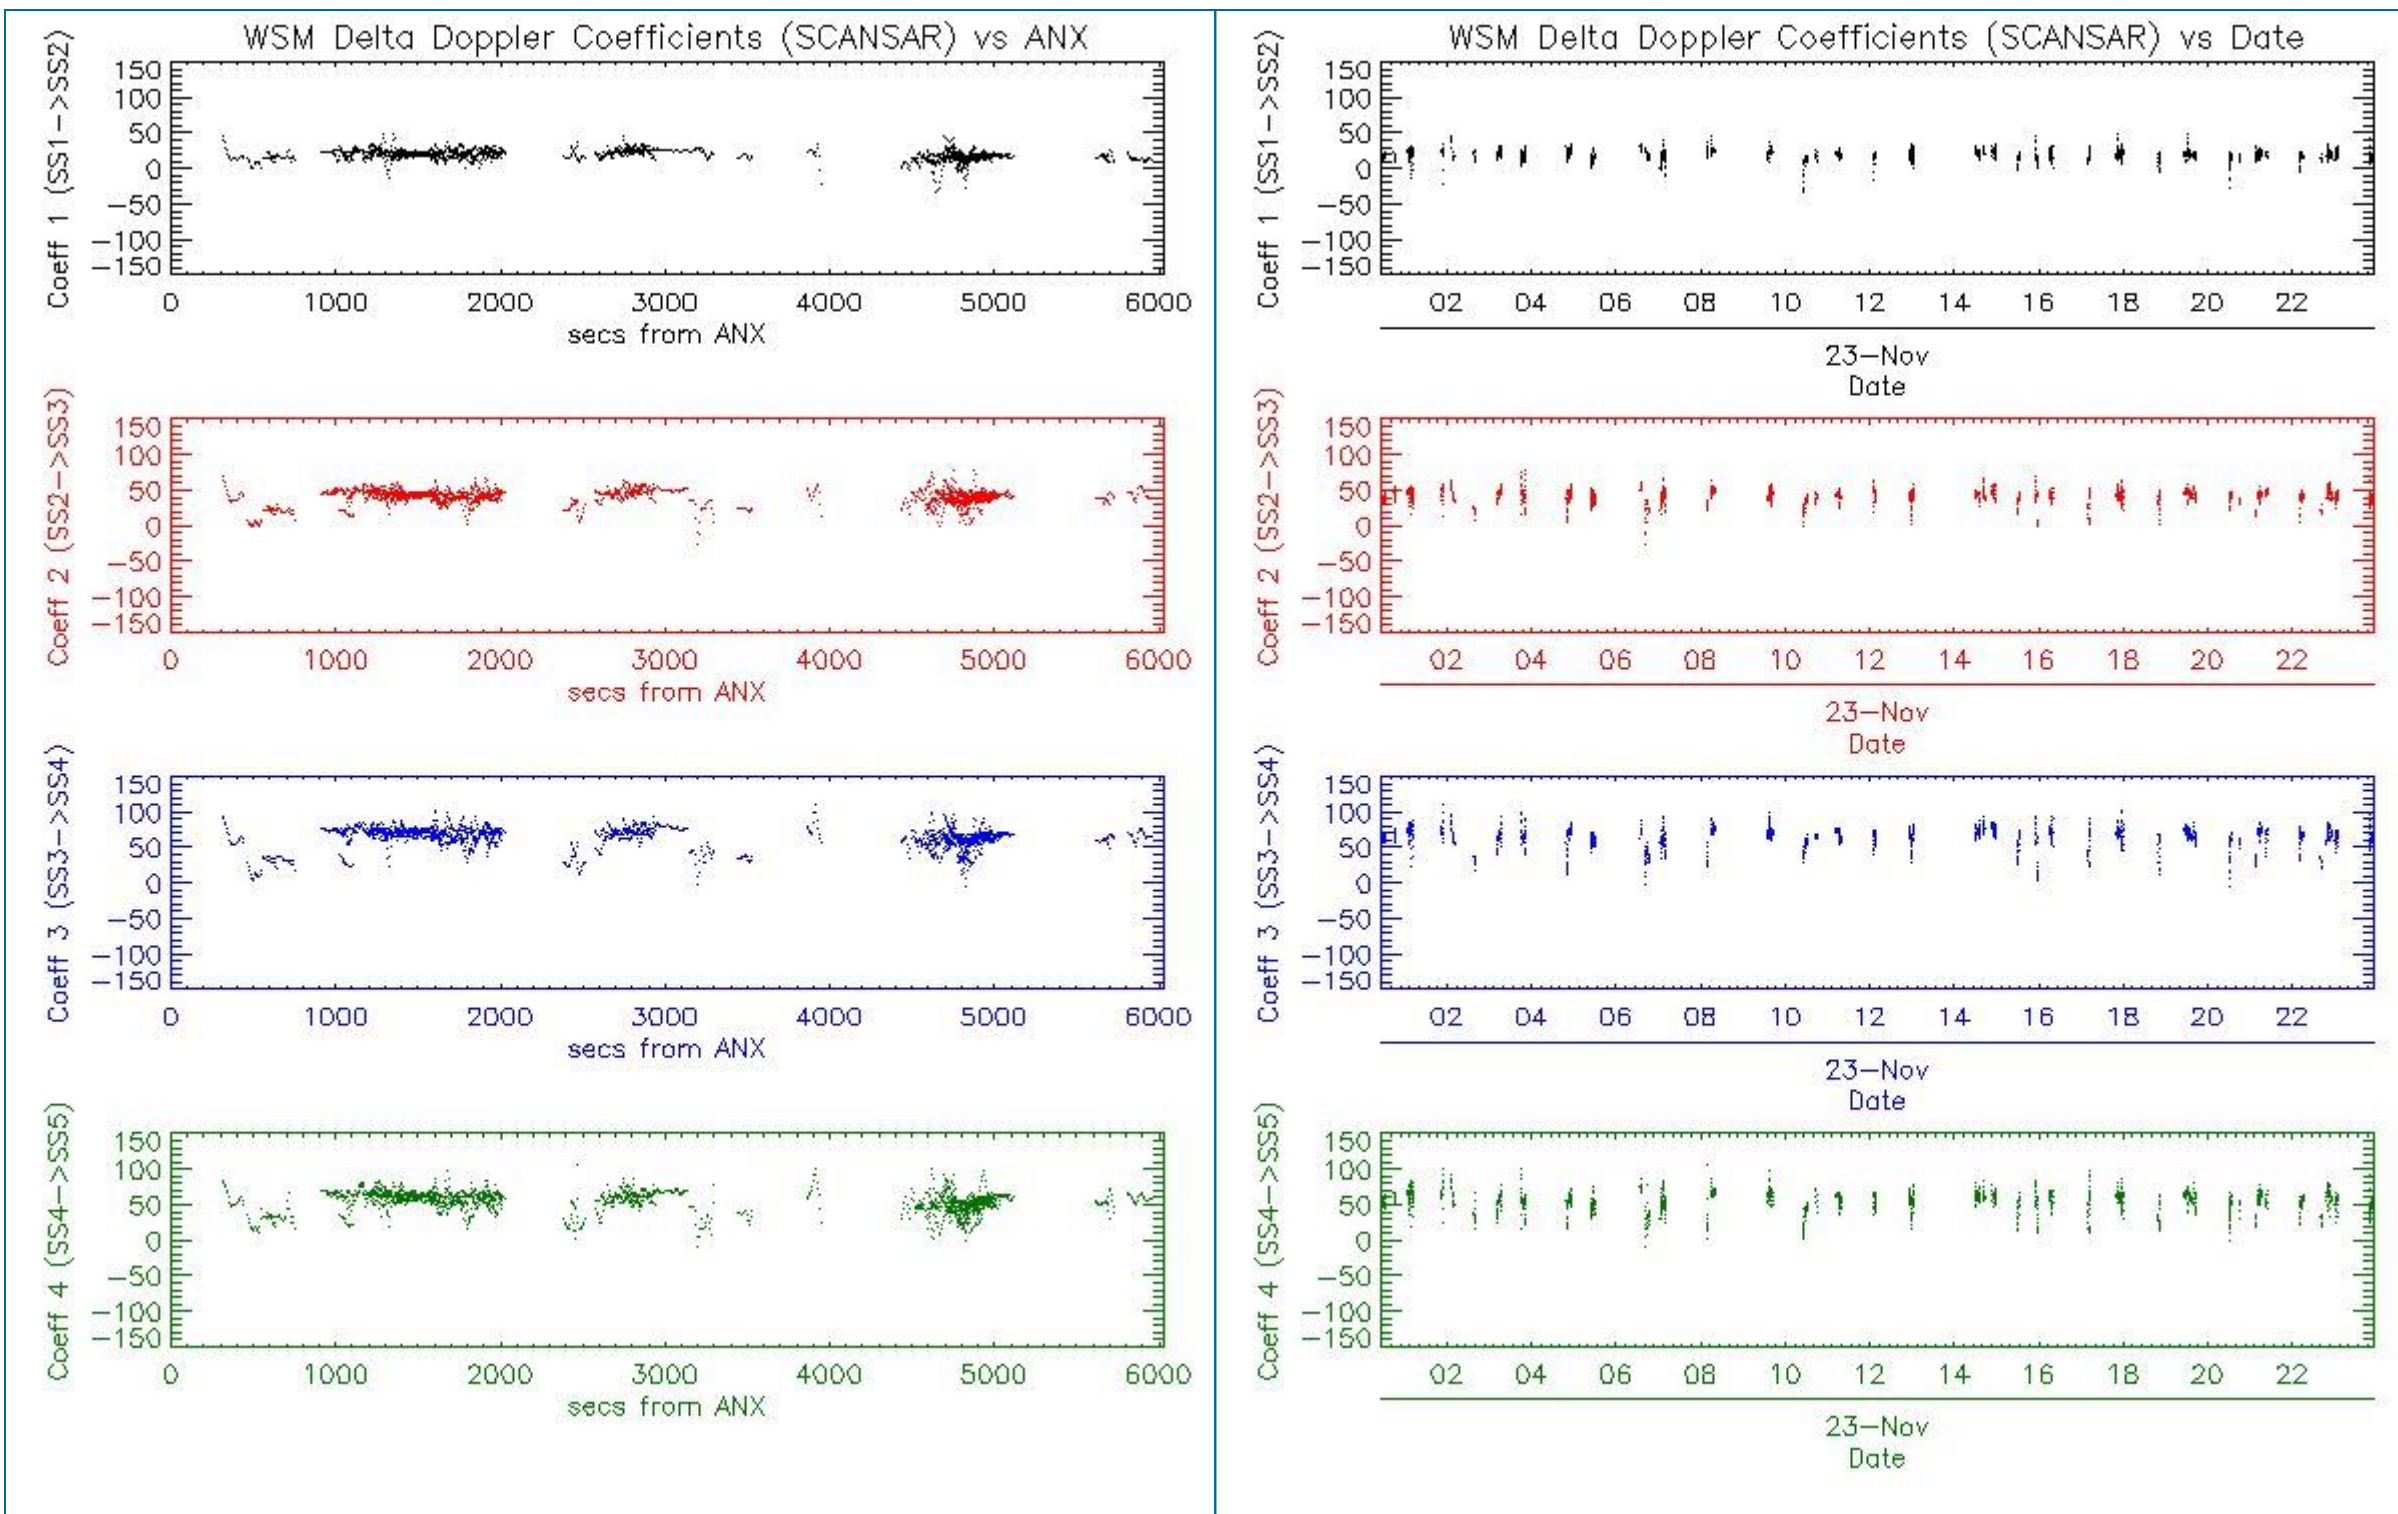 WSM Delta Doppler Coefficients (SCANSAR) vs ANX
Coeff 1 (SS1->SS2)
150
100
50
0
-50
-100
-150
0 1000 2000 3000 4000 5000 6000
secs from ANX
Coeff 2 (SS2->SS3)
150
100
50
0
-50
-100
-150
0 1000 2000 3000 4000 5000 6000
secs from ANX
Coeff 3 (SS3->SS4)
150
100
50
0
-50
-100
-150
0 1000 2000 3000 4000 5000 6000
secs from ANX
Coeff 4 (SS4->SS5)
150
100
50
0
-50
-100
-150
0 1000 2000 3000 4000 5000 6000
secs from ANX
WSM Delta Doppler Coefficients (SCANSAR) vs Date
Coeff 1 (SS1->SS2)
150
100
50
0
-50
-100
-150
02 04 06 08 10 12 14 16 18 20 22
23-Nov
Date
Coeff 2 (SS2->SS3)
150
100
50
0
-50
-100
-150
02 04 06 08 10 12 14 16 18 20 22
23-Nov
Date
Coeff 3 (SS3->SS4)
150
100
50
0
-50
-100
-150
02 04 06 08 10 12 14 16 18 20 22
23-Nov
Date
Coeff 4 (SS4->SS5)
150
100
50
0
-50
-100
-150
02 04 06 08 10 12 14 16 18 20 22
23-Nov
Date